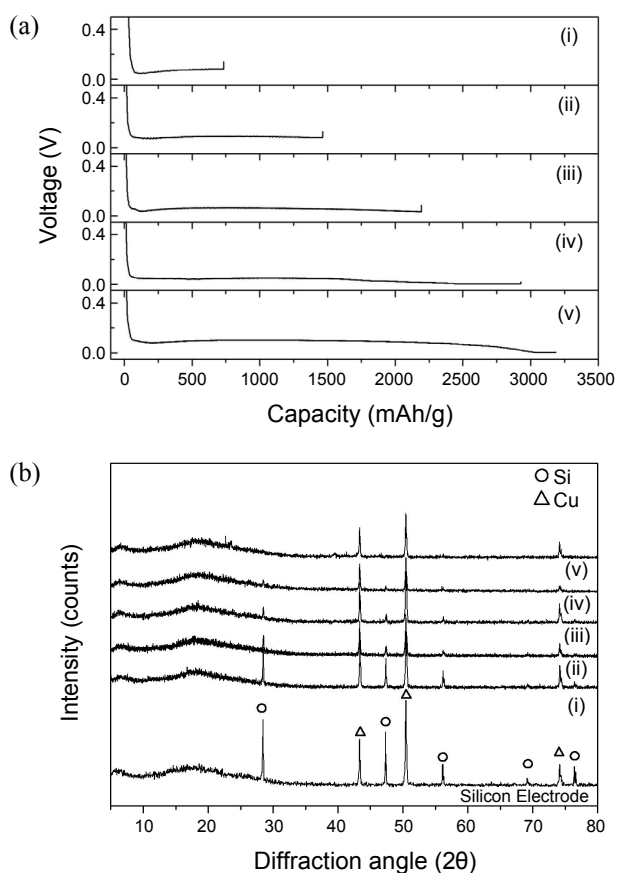 (a)
0.4
0.0
(i)
0.4
0.0
(ii)
0.4
0.0
(iii)
0.4
0.0
(iv)
0.4
0.0
(v)
Voltage (V)
0 500 1000 1500 2000 2500 3000 3500
Capacity (mAh/g)
(b)
Si
Cu
(v)
(iv)
(iii)
(ii)
(i)
Silicon Electrode
Intensity (counts)
10 20 30 40 50 60 70 80
Diffraction angle (2θ)